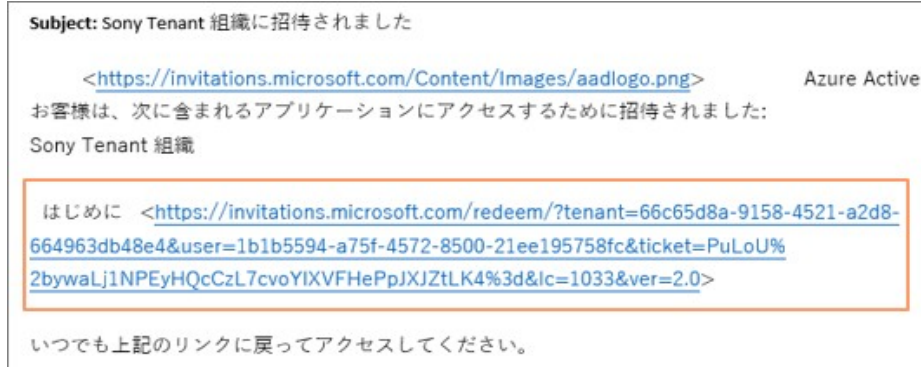 Subject: Sony Tenant 組織に招待されました
<https://invitations.microsoft.com/Content/Images/aadlogo.png> Azure Active
お客様は、次に含まれるアプリケーションにアクセスするために招待されました:
Sony Tenant 組織
はじめに <https://invitations.microsoft.com/redeem/?tenant=66c65d8a-9158-4521-a2d8-
664963db48e4&user=1b1b5594-a75f-4572-8500-21ee195758fc&ticket=PuLoU%
2bywaLj1NPEyHQcCzL7cvoYIXVFHePpJXJZtLK4%3d&lc=1033&ver=2.0>
いつでも上記のリンクに戻ってアクセスしてください。